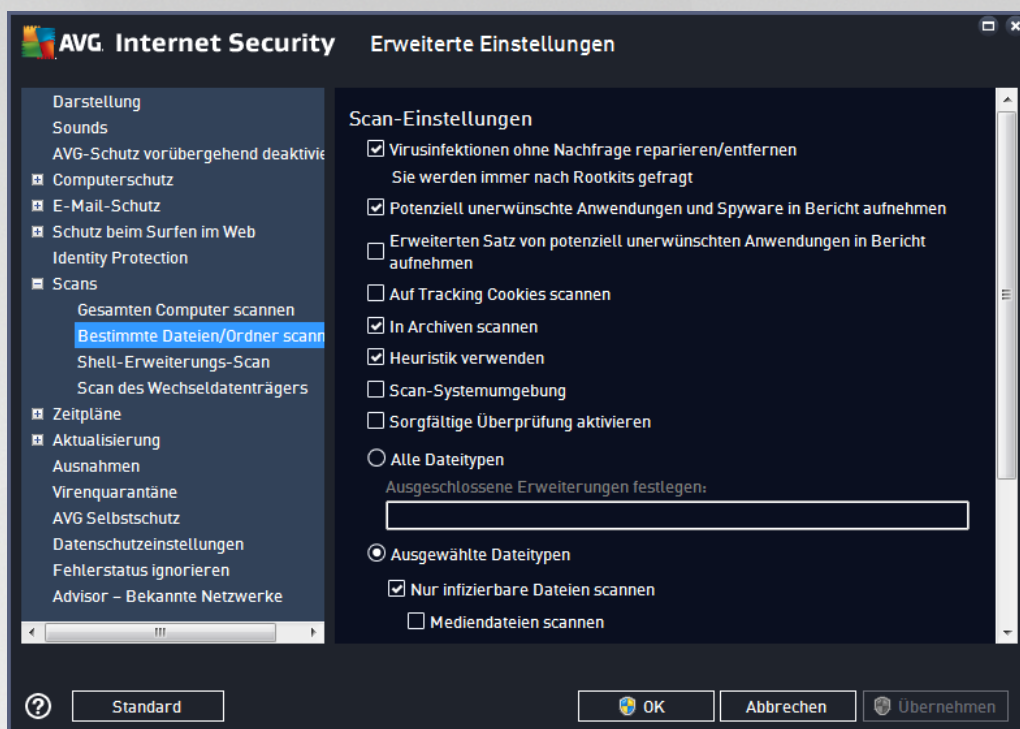 AVG. Internet Security Erweiterte Einstellungen
Darstellung
Sounds
AVG-Schutz vorübergehend deaktivie
Computerschutz
E-Mail-Schutz
Schutz beim Surfen im Web
Identity Protection
Scans
Gesamten Computer scannen
Bestimmte Dateien/Ordner scann
Shell-Erweiterungs-Scan
Scan des Wechseldatenträgers
Zeitpläne
Aktualisierung
Ausnahmen
Virenquarantäne
AVG Selbstschutz
Datenschutzeinstellungen
Fehlerstatus ignorieren
Advisor – Bekannte Netzwerke
Scan-Einstellungen
Virusinfektionen ohne Nachfrage reparieren/entfernen
Sie werden immer nach Rootkits gefragt
Potenziell unerwünschte Anwendungen und Spyware in Bericht aufnehmen
Erweiterten Satz von potenziell unerwünschten Anwendungen in Bericht
aufnehmen
Auf Tracking Cookies scannen
In Archiven scannen
Heuristik verwenden
Scan-Systemumgebung
Sorgfältige Überprüfung aktivieren
Alle Dateitypen
Ausgeschlossene Erweiterungen festlegen:
Ausgewählte Dateitypen
Nur infizierbare Dateien scannen
Mediendateien scannen
? Standard OK Abbrechen Übernehmen